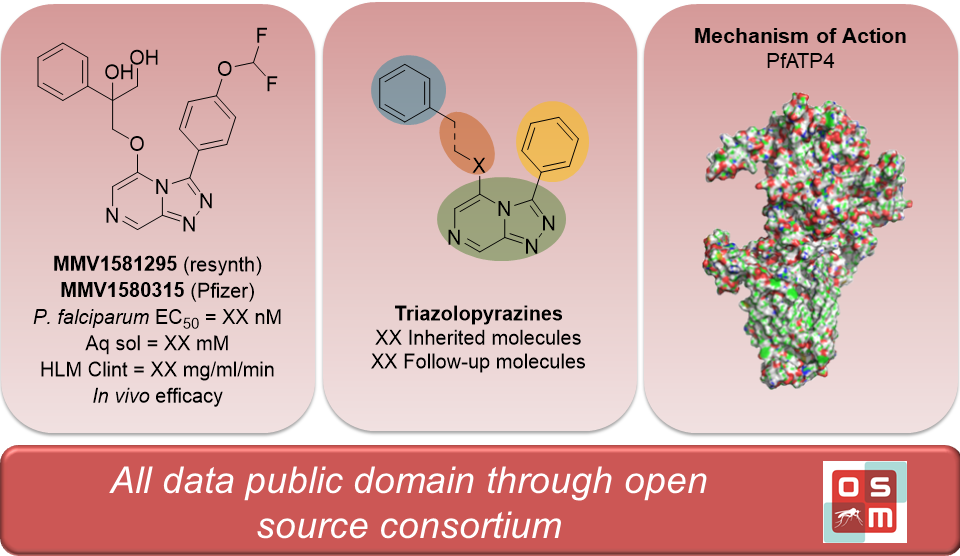 OH
OH
F
O
F
O
N
N
N
N
MMV1581295 (resynth)
MMV1580315 (Pfizer)
P. falciparum EC50 = XX nM
Aq sol = XX mM
HLM Clint = XX mg/ml/min
In vivo efficacy
X
N
N
N
N
Triazolopyrazines
XX Inherited molecules
XX Follow-up molecules
Mechanism of Action
PfATP4
All data public domain through open
source consortium
O S
m